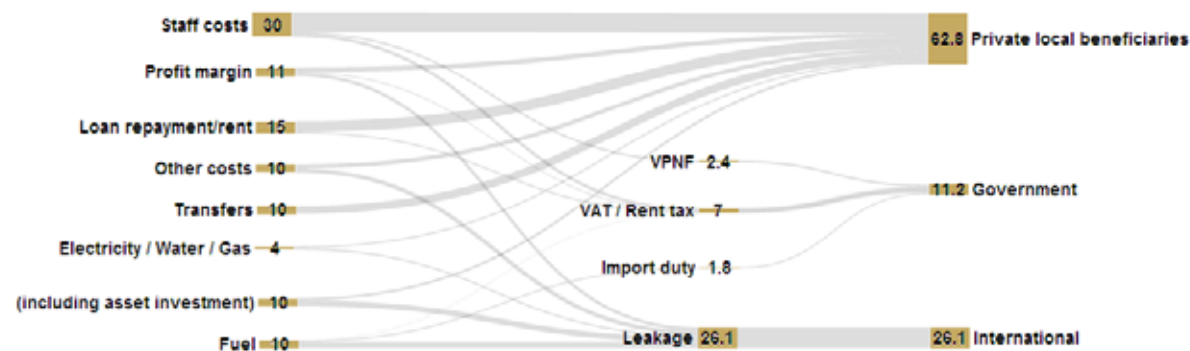 Staff costs 30
62.8 Private local beneficiaries
Profit margin 11
Loan repayment/rent 15
Other costs 10
VPNF 2.4
11.2 Government
Transfers 10
VAT / Rent tax 7
Electricity / Water / Gas 4
Import duty 1.8
(including asset investment) 10
Fuel 10
Leakage 26.1
26.1 International